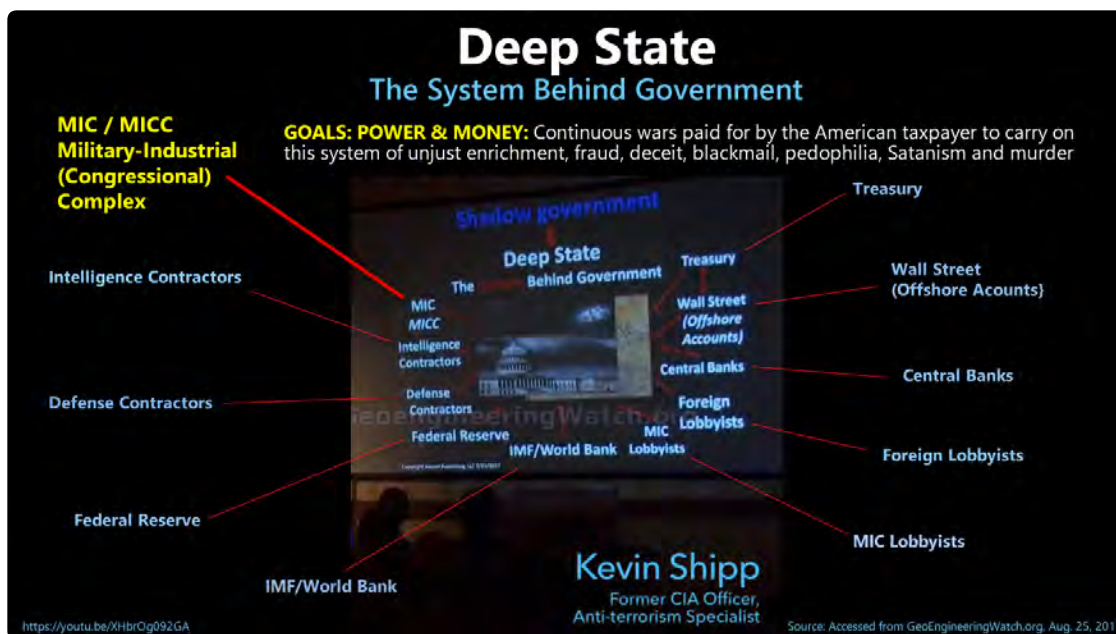 Deep State
The System Behind Government
MIC / MICC
Military-Industrial
(Congressional)
Complex
GOALS: POWER & MONEY: Continuous wars paid for by the American taxpayer to carry on
this system of unjust enrichment, fraud, deceit, blackmail, pedophilia, Satanism and murder
Treasury
Intelligence Contractors
Wall Street
(Offshore Acounts}
Defense Contractors
Central Banks
Federal Reserve
Foreign Lobbyists
IMF/World Bank
MIC Lobbyists
Shadow government
Deep State
The
Behind Government
Treasury
MIC
MICC
Wall Street
(Offshore
Accounts)
Intelligence
Contractors
Central Banks
Defense
Contractors
Foreign
Lobbyists
GeoengineeringWatch.org
Federal Reserve
IMF/World Bank
MIC
Lobbyists
Kevin Shipp
Former CIA Officer,
Anti-terrorism Specialist
https://youtu.be/XHbrOg092GA
Source: Accessed from GeoEngineeringWatch.org, Aug. 25, 201